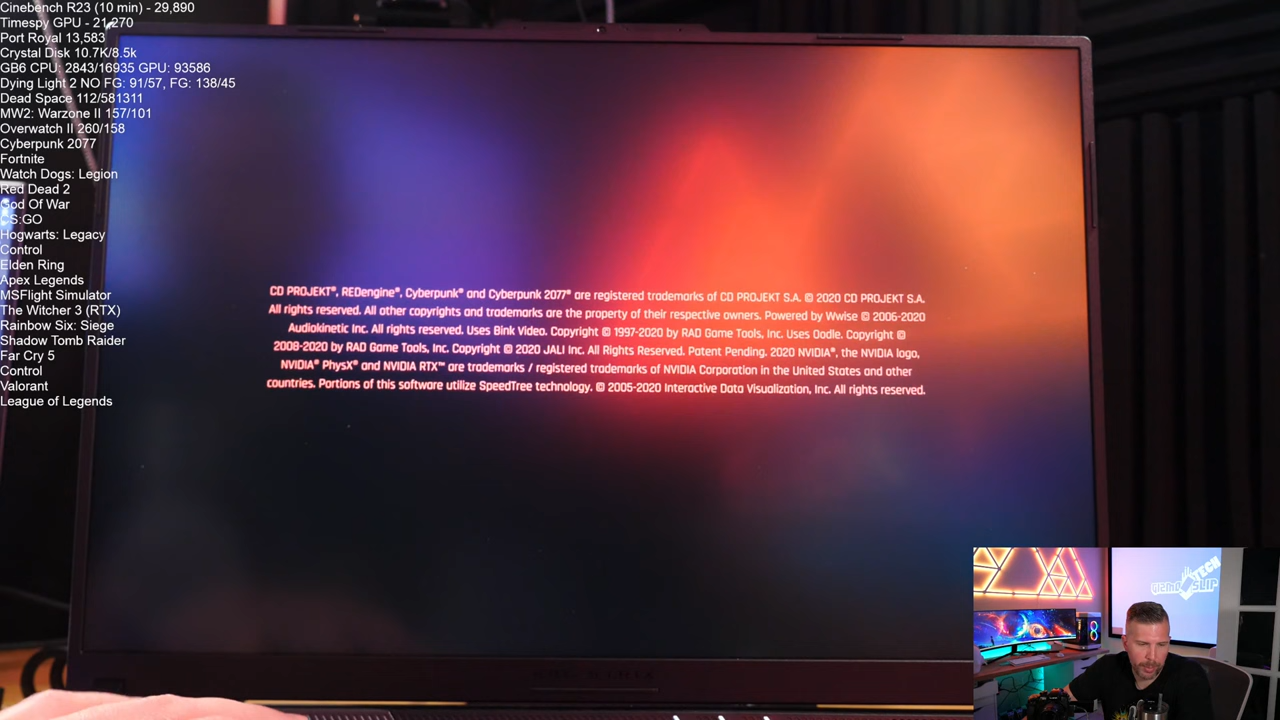 Cinebench R23 (10 min) - 29,890
Timespy GPU - 21,270
Port Royal 13,583
Crystal Disk 10.7K/8.5k
GB6 CPU: 2843/16935 GPU: 93586
Dying Light 2 NO FG: 91/57, FG: 138/45
Dead Space 112/581311
MW2: Warzone II 157/101
Overwatch II 260/158
Cyberpunk 2077
Fortnite
Watch Dogs: Legion
Red Dead 2
God Of War
CS:GO
Hogwarts: Legacy
Control
Elden Ring
Apex Legends
MSFlight Simulator
The Witcher 3 (RTX)
Rainbow Six: Siege
Shadow Tomb Raider
Far Cry 5
Control
Valorant
League of Legends
CD PROJEKT®, REDengine®, Cyberpunk® and Cyberpunk 2077® are registered trademarks of CD PROJEKT S.A. © 2020 CD PROJEKT S.A.
All rights reserved. All other copyrights and trademarks are the property of their respective owners. Powered by Wwise © 2006-2020
Audiokinetic Inc. All rights reserved. Uses Bink Video. Copyright © 1997-2020 by RAD Game Tools, Inc. Uses Oodle. Copyright ©
2008-2020 by RAD Game Tools, Inc. Copyright © 2020 JALI Inc. All Rights Reserved. Patent Pending. 2020 NVIDIA®, the NVIDIA logo,
NVIDIA® PhysX® and NVIDIA RTX™ are trademarks / registered trademarks of NVIDIA Corporation in the United States and other
countries. Portions of this software utilize SpeedTree technology. © 2005-2020 Interactive Data Visualization, Inc. All rights reserved.
GizmoSlip
TECH